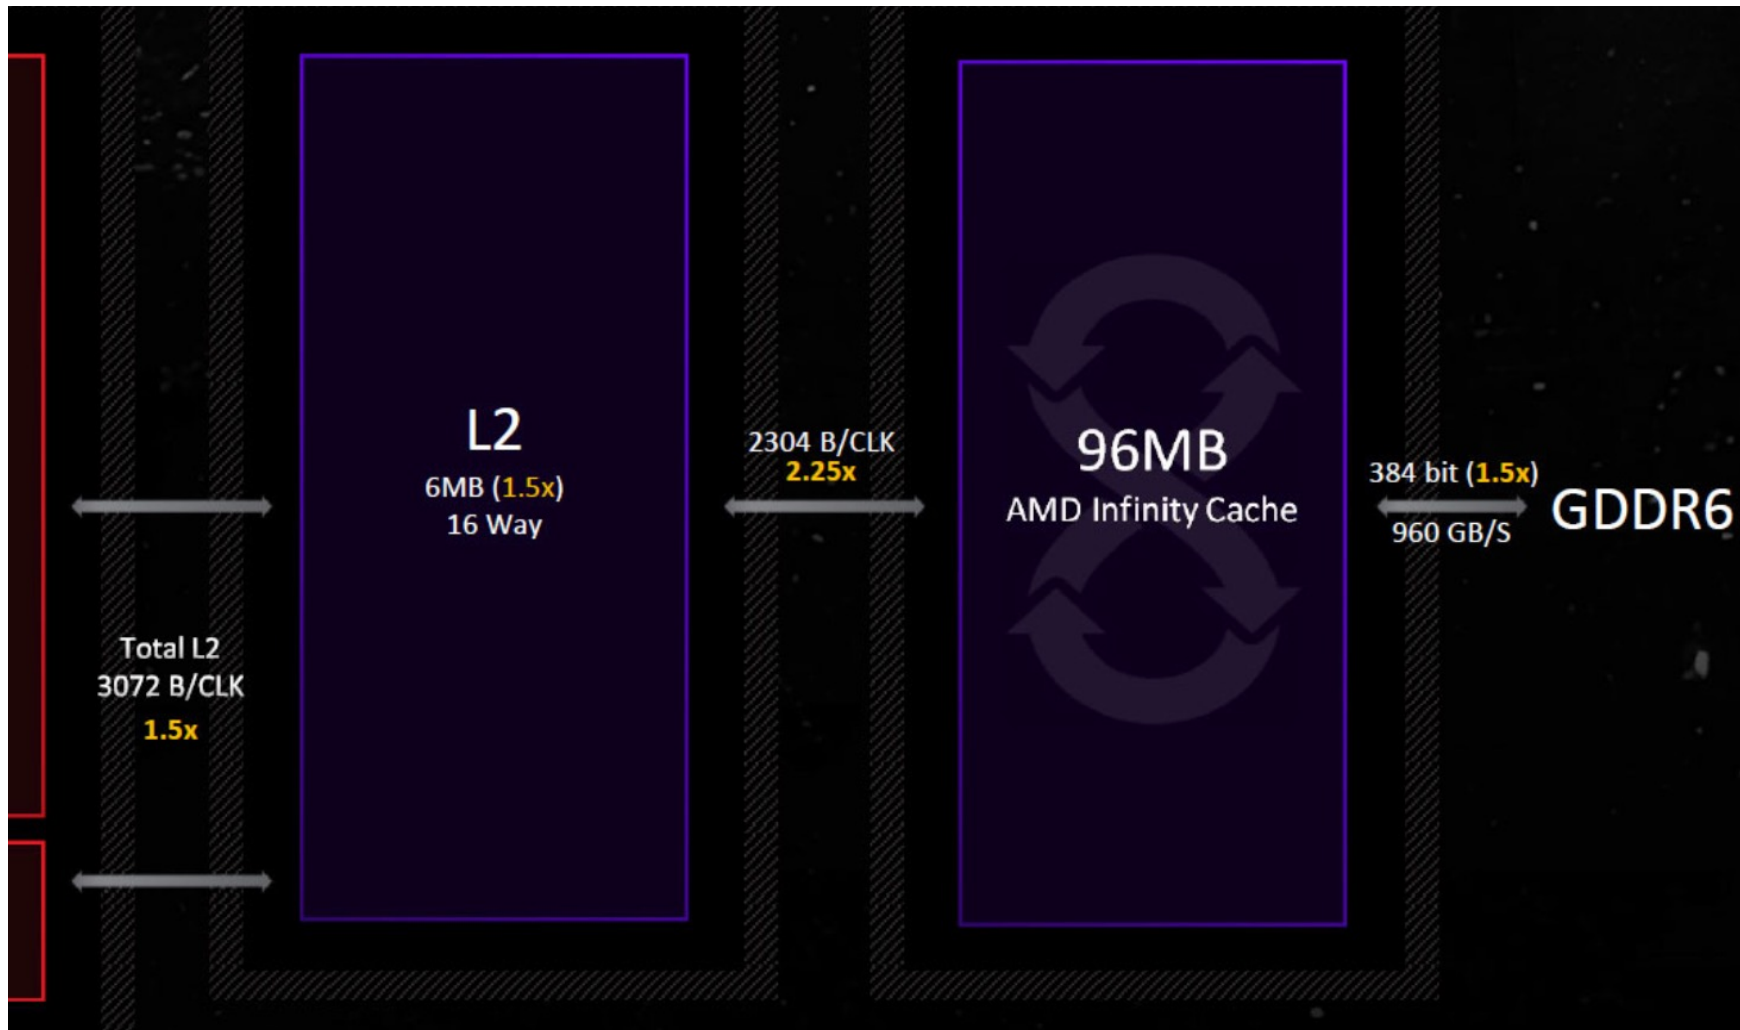 Total L2
3072 B/CLK
1.5x
L2
6MB (1.5x)
16 Way
2304 B/CLK
2.25x
96MB
AMD Infinity Cache
384 bit (1.5x)
960 GB/S
GDDR6